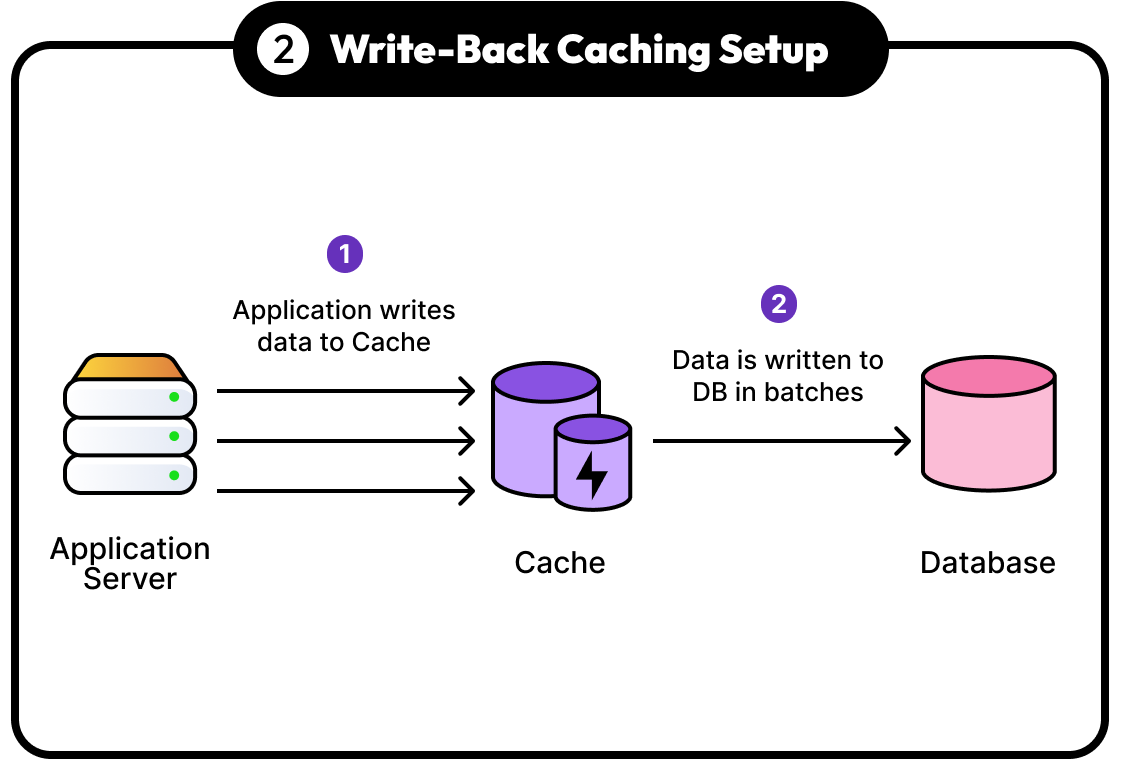 2 Write-Back Caching Setup
1
Application writes
data to Cache
2
Data is written to
DB in batches
Application
Server
Cache
Database